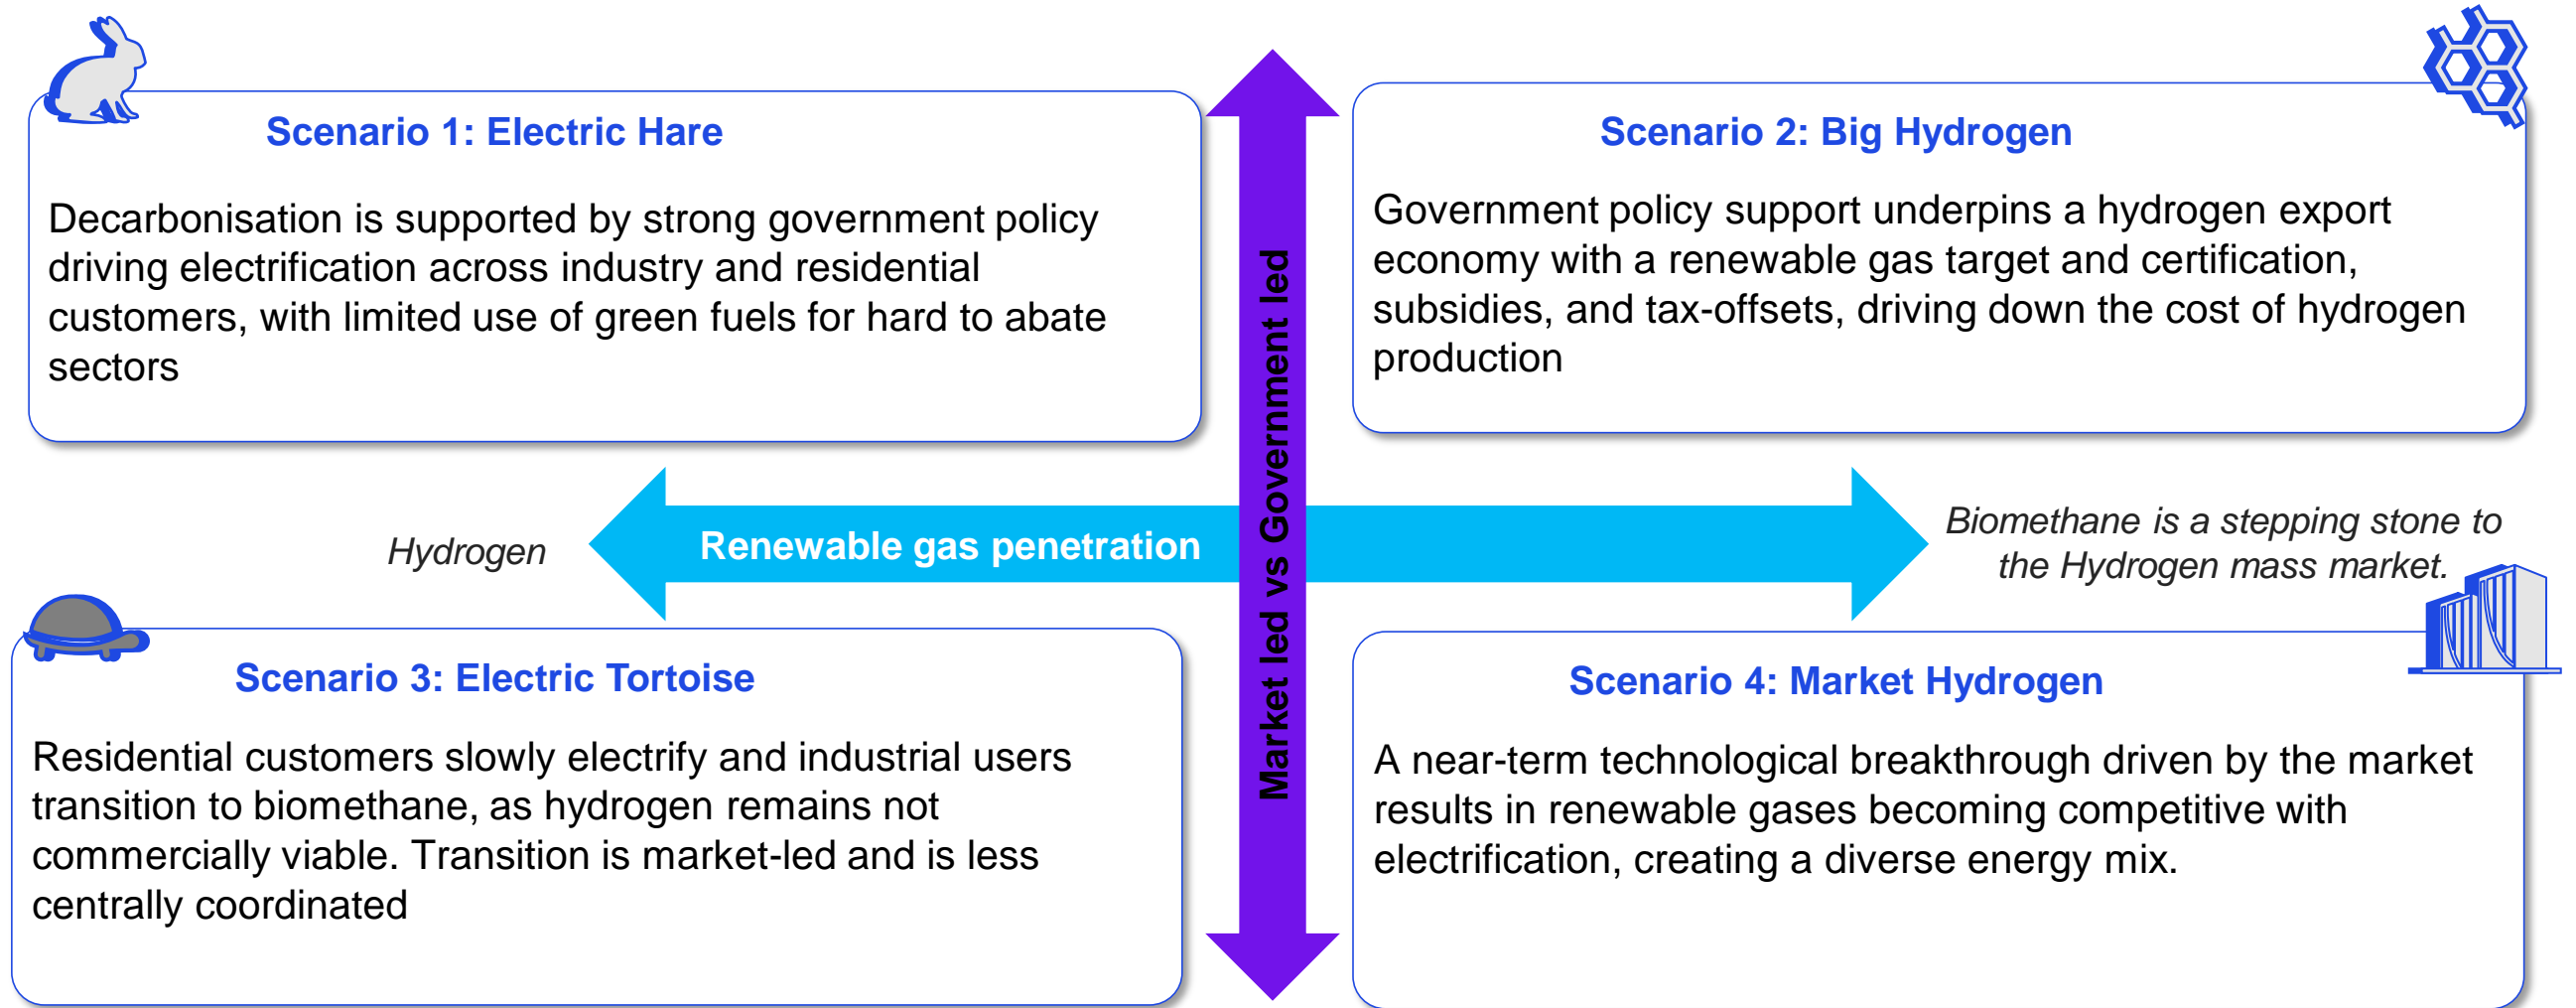 Scenario 1: Electric Hare
Decarbonisation is supported by strong government policy
driving electrification across industry and residential
customers, with limited use of green fuels for hard to abate
sectors
Scenario 2: Big Hydrogen
Government policy support underpins a hydrogen export
economy with a renewable gas target and certification,
subsidies, and tax-offsets, driving down the cost of hydrogen
production
Market led vs Government led
Hydrogen
Renewable gas penetration
Biomethane is a stepping stone to
the Hydrogen mass market.
Scenario 3: Electric Tortoise
Residential customers slowly electrify and industrial users
transition to biomethane, as hydrogen remains not
commercially viable. Transition is market-led and is less
centrally coordinated
Scenario 4: Market Hydrogen
A near-term technological breakthrough driven by the market
results in renewable gases becoming competitive with
electrification, creating a diverse energy mix.